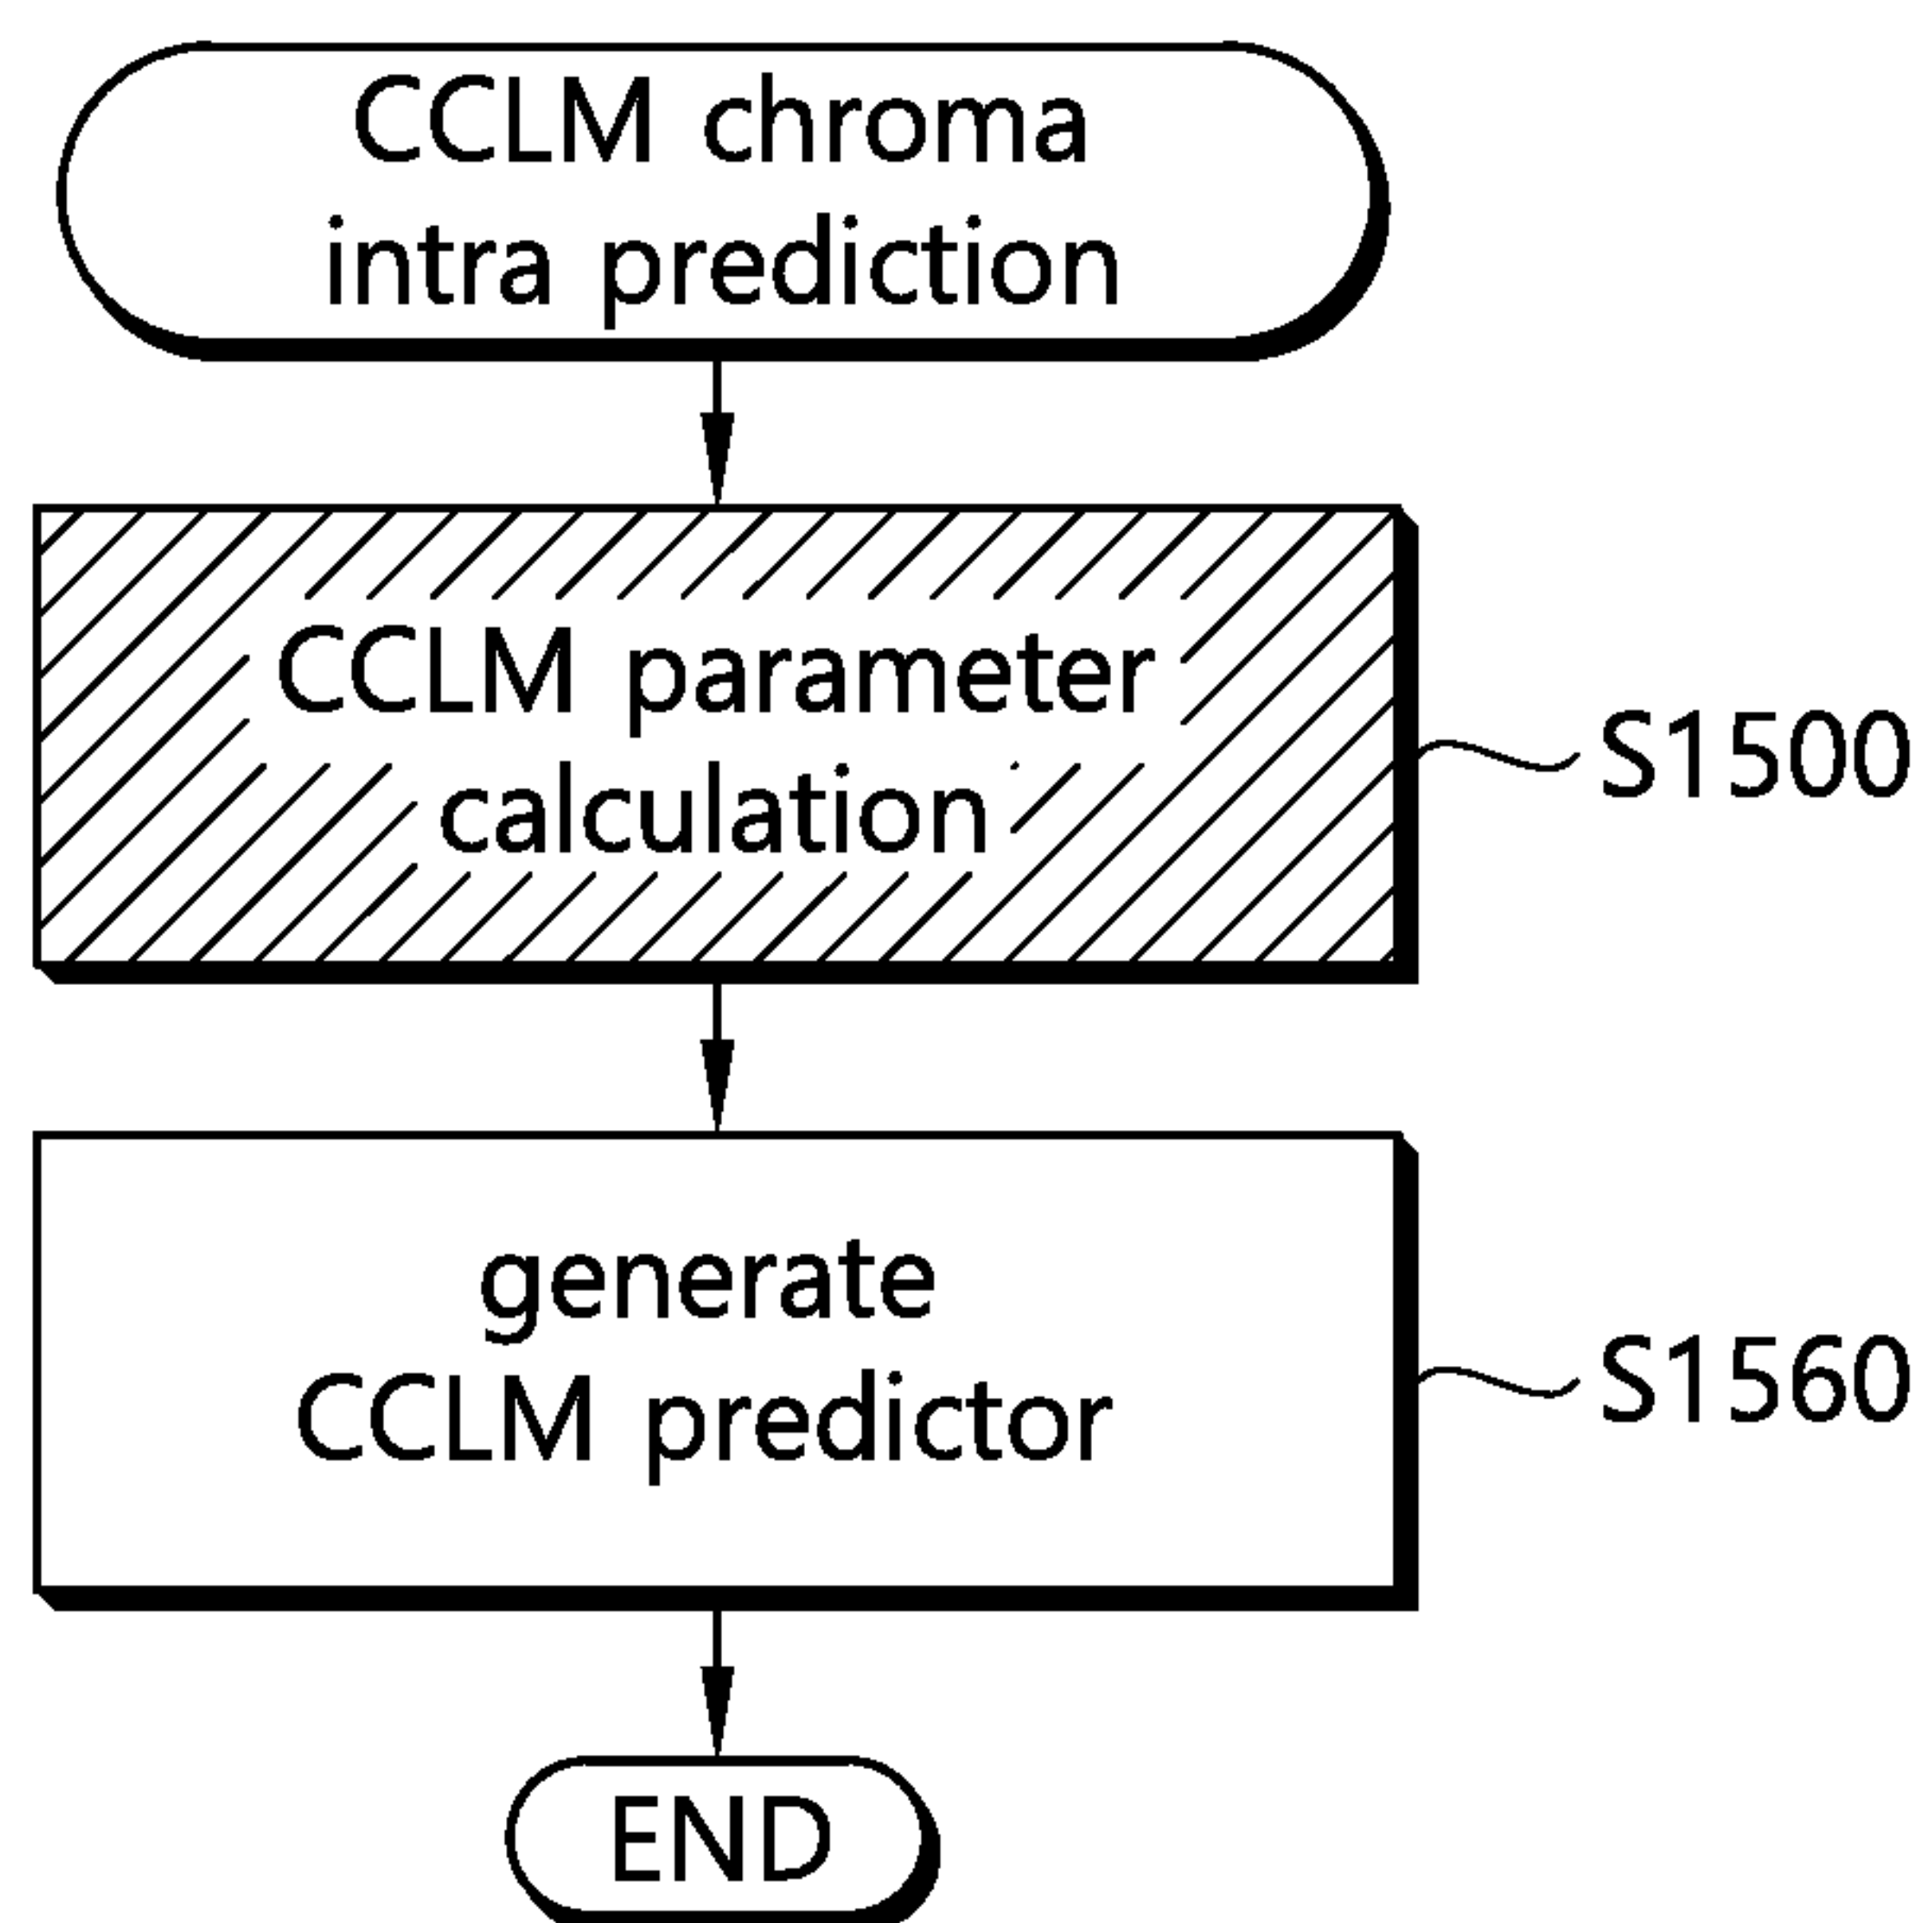 CCLM chroma
intra prediction
CCLM parameter
calculation
S1500
generate
CCLM predictor
S1560
END